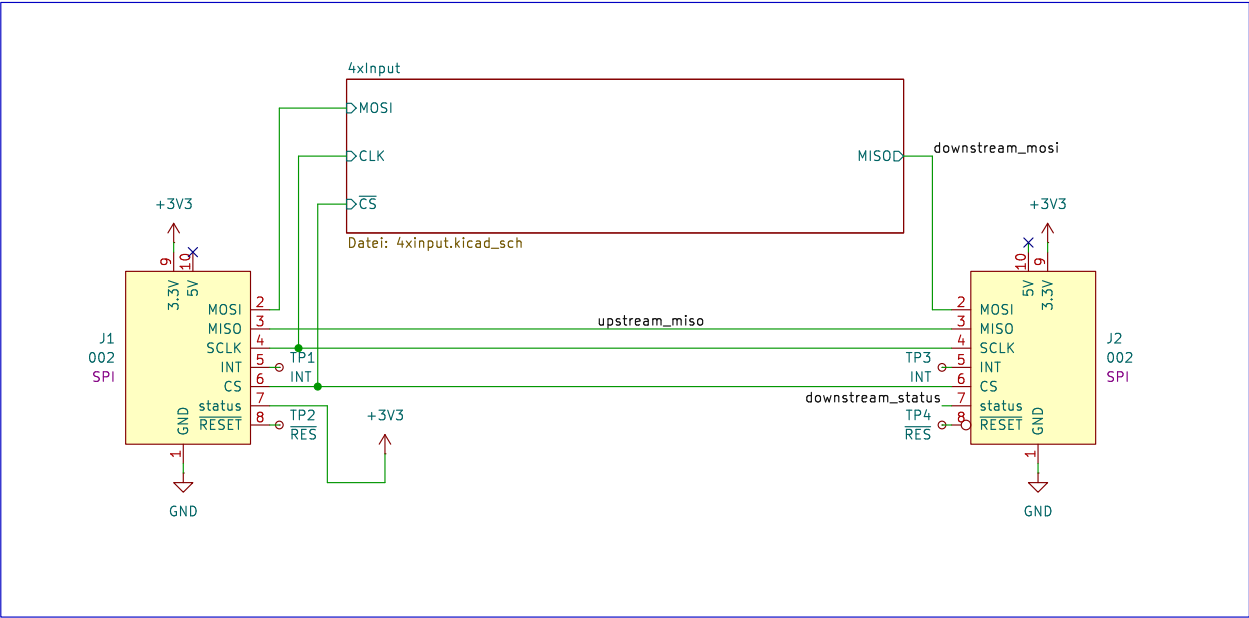 4xInput
MOSI
CLK
CS
MISO
downstream_mosi
Datei: 4xinput.kicad_sch
+3V3
9
10
3.3V
5V
MOSI
2
MISO
3
SCLK
4
INT
5
CS
6
status
7
RESET
8
GND
1
GND
J1
002
SPI
TP1
INT
TP2
RES
+3V3
upstream_miso
downstream_status
TP3
INT
TP4
RES
+3V3
10
9
5V
3.3V
2
MOSI
3
MISO
4
SCLK
5
INT
6
CS
7
status
8
RESET
GND
1
GND
J2
002
SPI